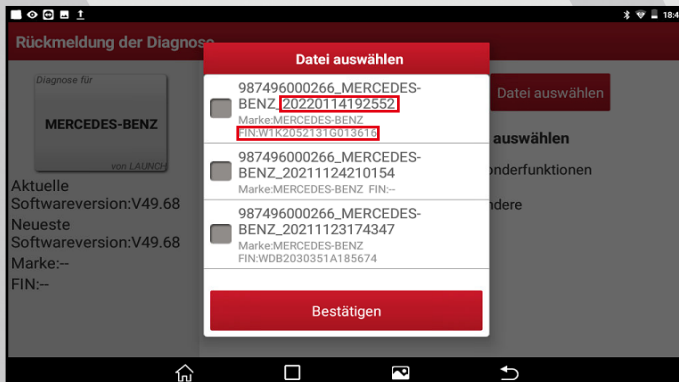 18:4
Rückmeldung der Diagnose
Diagnose für
MERCEDES-BENZ
von LAUNCH
Aktuelle
Softwareversion:V49.68
Neueste
Softwareversion:V49.68
Marke:--
FIN:--
Datei auswählen
987496000266_MERCEDES-
BENZ_20220114192552
Marke:MERCEDES-BENZ
FIN:W1K2052131G013616
987496000266_MERCEDES-
BENZ_20211124210154
Marke:MERCEDES-BENZ FIN:--
987496000266_MERCEDES-
BENZ_20211123174347
Marke:MERCEDES-BENZ
FIN:WDB2030351A185674
Bestätigen
Datei auswählen
auswählen
onderfunktionen
ndere